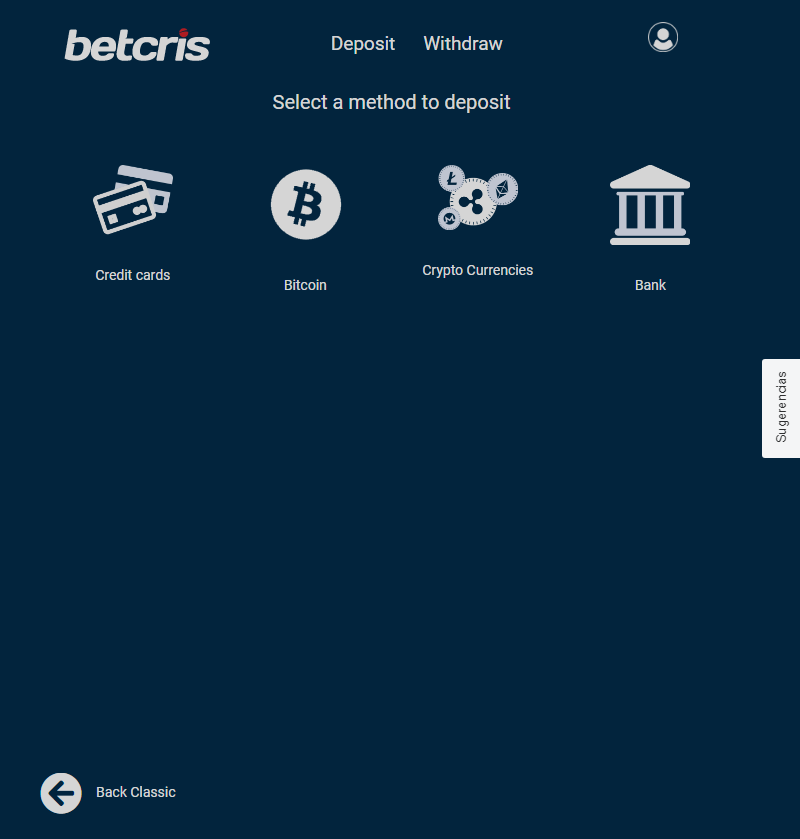 betcris
Deposit
Withdraw
Select a method to deposit
Credit cards
Bitcoin
Crypto Currencies
Bank
Sugerencias
Back Classic